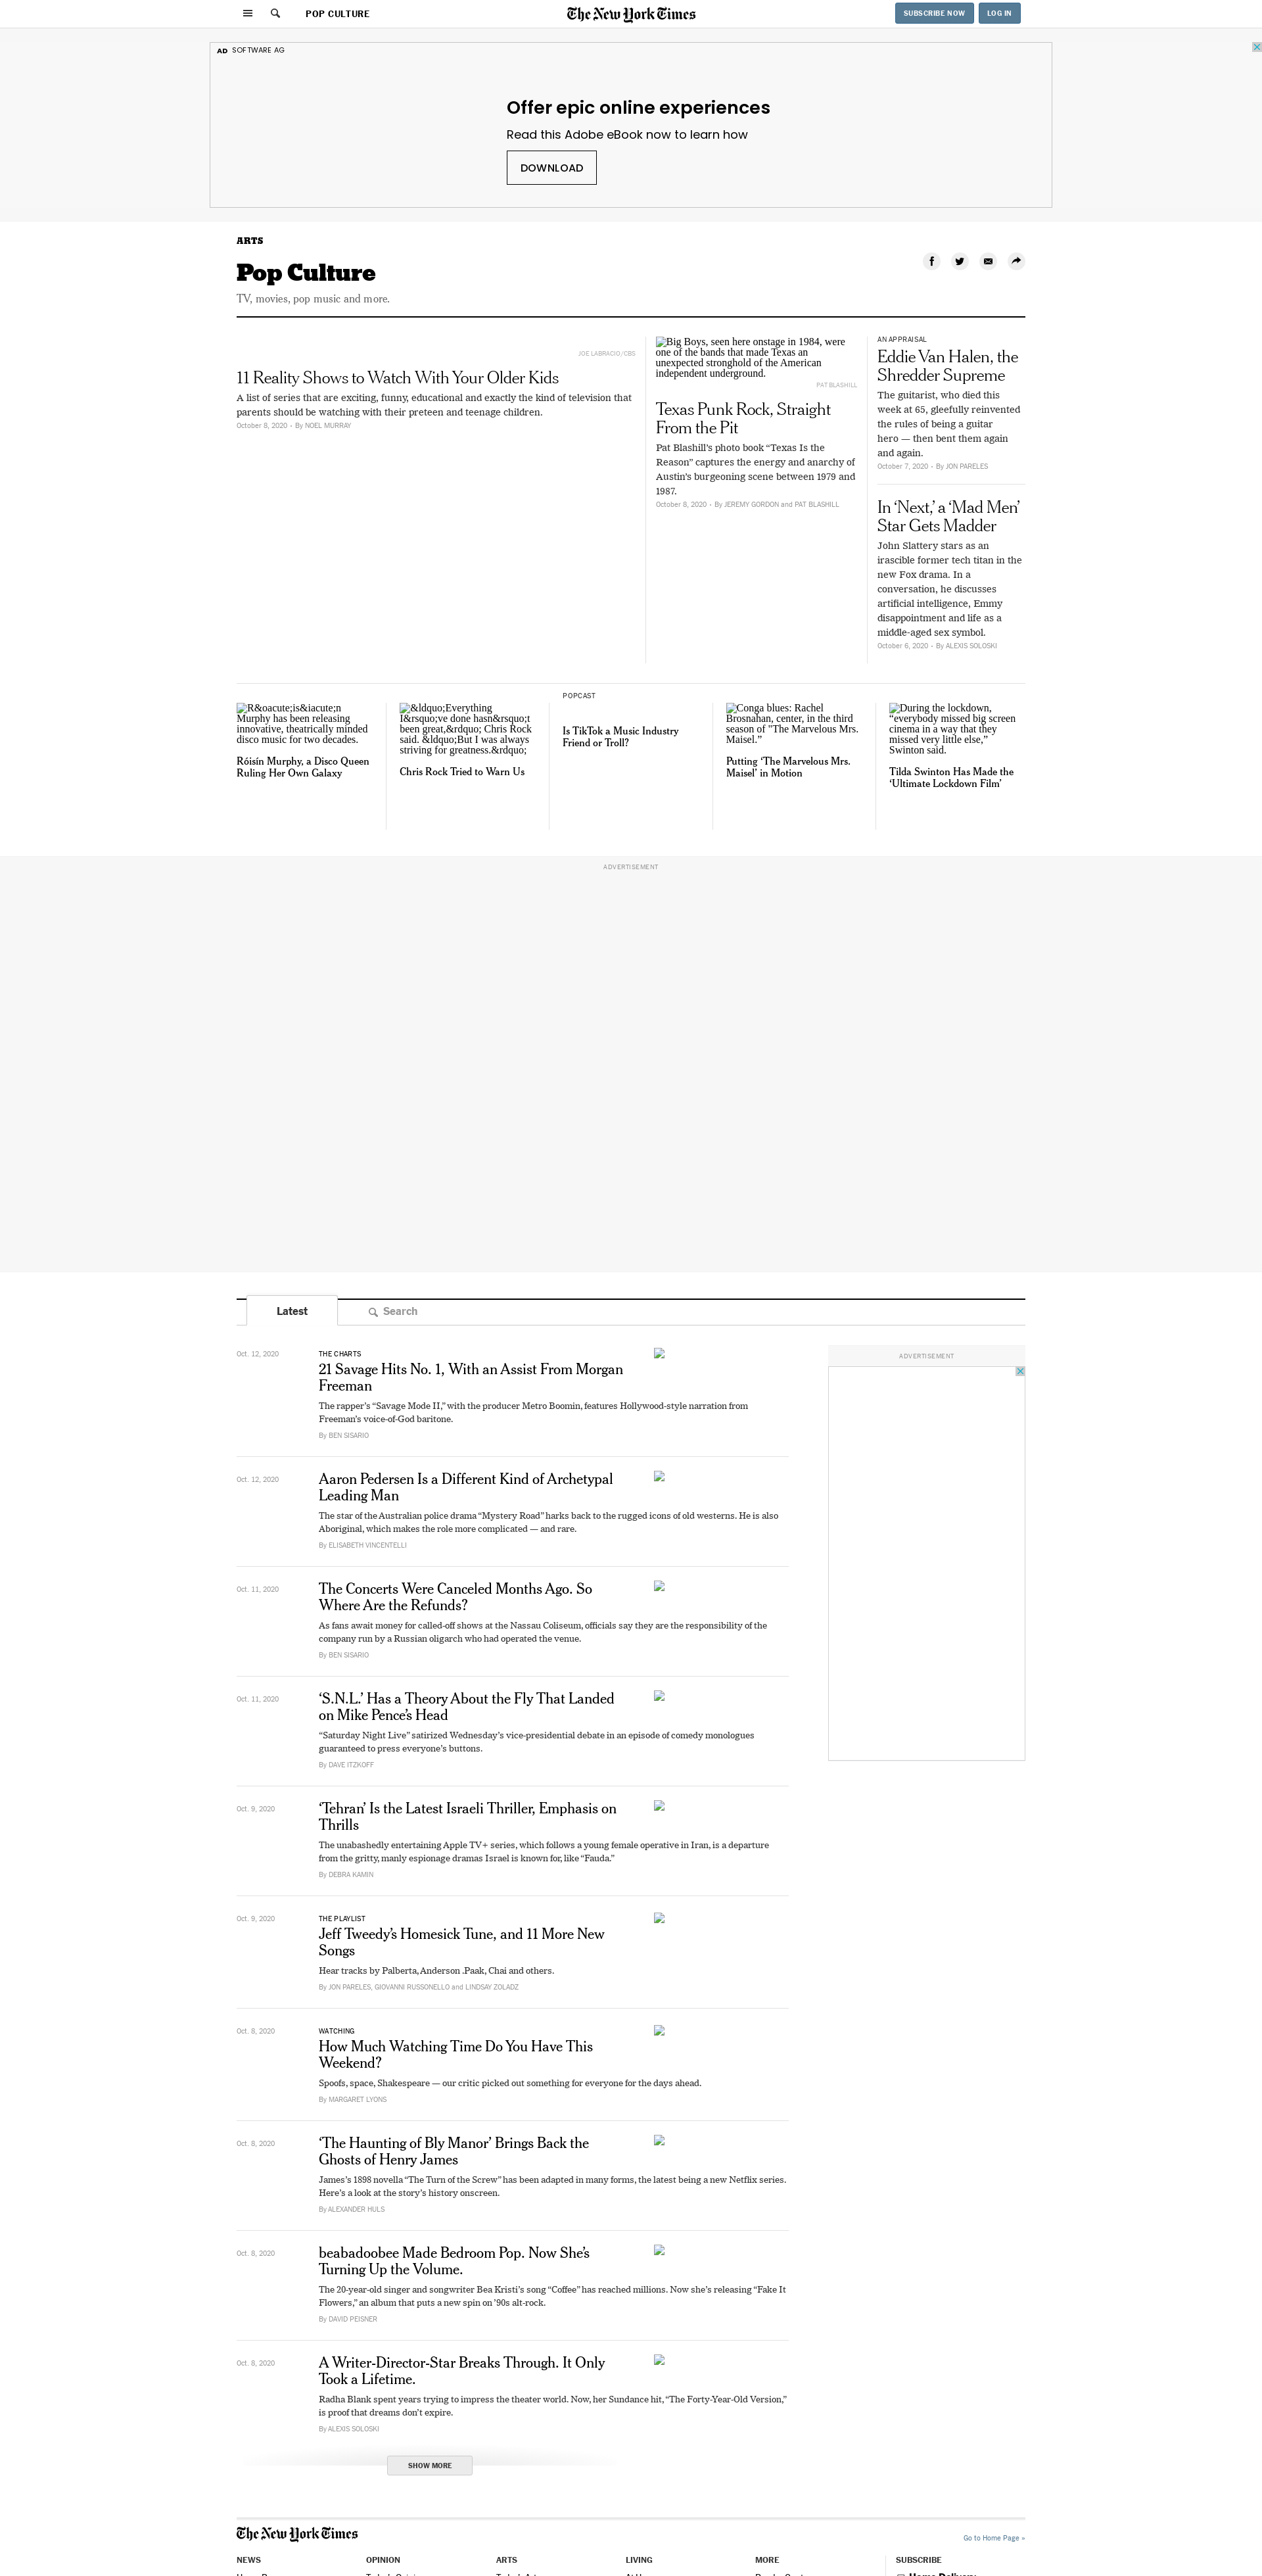 POP CULTURE
The New York Times
SUBSCRIBE NOW
LOG IN
AD SOFTWARE AG
Offer epic online experiences
Read this Adobe eBook now to learn how
DOWNLOAD
ARTS
Pop Culture
TV, movies, pop music and more.
JOE LABRACIO/CBS
11 Reality Shows to Watch With Your Older Kids
A list of series that are exciting, funny, educational and exactly the kind of television that
parents should be watching with their preteen and teenage children.
October 8, 2020 - By NOEL MURRAY
Big Boys, seen here onstage in 1984, were
one of the bands that made Texas an
unexpected stronghold of the American
independent underground.
PAT BLASHILL
Texas Punk Rock, Straight
From the Pit
Pat Blashill’s photo book “Texas Is the
Reason” captures the energy and anarchy of
Austin’s burgeoning scene between 1979 and
1987.
October 8, 2020 - By JEREMY GORDON and PAT BLASHILL
AN APPRAISAL
Eddie Van Halen, the
Shredder Supreme
The guitarist, who died this
week at 65, gleefully reinvented
the rules of being a guitar
hero — then bent them again
and again.
October 7, 2020 - By JON PARELES
In ‘Next,’ a ‘Mad Men’
Star Gets Madder
John Slattery stars as an
irascible former tech titan in the
new Fox drama. In a
conversation, he discusses
artificial intelligence, Emmy
disappointment and life as a
middle-aged sex symbol.
October 6, 2020 - By ALEXIS SOLOSKI
R&oacute;is&iacute;n
Murphy has been releasing
innovative, theatrically minded
disco music for two decades.
Róisín Murphy, a Disco Queen
Ruling Her Own Galaxy
&ldquo;Everything
I&rsquo;ve done hasn&rsquo;t
been great,&rdquo; Chris Rock
said. &ldquo;But I was always
striving for greatness.&rdquo;
Chris Rock Tried to Warn Us
POPCAST
Is TikTok a Music Industry
Friend or Troll?
Conga blues: Rachel
Brosnahan, center, in the third
season of ”The Marvelous Mrs.
Maisel.”
Putting ‘The Marvelous Mrs.
Maisel’ in Motion
During the lockdown,
“everybody missed big screen
cinema in a way that they
missed very little else,”
Swinton said.
Tilda Swinton Has Made the
‘Ultimate Lockdown Film’
ADVERTISEMENT
Latest
Search
ADVERTISEMENT
Oct. 12, 2020
THE CHARTS
21 Savage Hits No. 1, With an Assist From Morgan
Freeman
The rapper’s “Savage Mode II,” with the producer Metro Boomin, features Hollywood-style narration from
Freeman’s voice-of-God baritone.
By BEN SISARIO
Oct. 12, 2020
Aaron Pedersen Is a Different Kind of Archetypal
Leading Man
The star of the Australian police drama “Mystery Road” harks back to the rugged icons of old westerns. He is also
Aboriginal, which makes the role more complicated — and rare.
By ELISABETH VINCENTELLI
Oct. 11, 2020
The Concerts Were Canceled Months Ago. So
Where Are the Refunds?
As fans await money for called-off shows at the Nassau Coliseum, officials say they are the responsibility of the
company run by a Russian oligarch who had operated the venue.
By BEN SISARIO
Oct. 11, 2020
‘S.N.L.’ Has a Theory About the Fly That Landed
on Mike Pence’s Head
“Saturday Night Live” satirized Wednesday’s vice-presidential debate in an episode of comedy monologues
guaranteed to press everyone’s buttons.
By DAVE ITZKOFF
Oct. 9, 2020
‘Tehran’ Is the Latest Israeli Thriller, Emphasis on
Thrills
The unabashedly entertaining Apple TV+ series, which follows a young female operative in Iran, is a departure
from the gritty, manly espionage dramas Israel is known for, like “Fauda.”
By DEBRA KAMIN
Oct. 9, 2020
THE PLAYLIST
Jeff Tweedy’s Homesick Tune, and 11 More New
Songs
Hear tracks by Palberta, Anderson .Paak, Chai and others.
By JON PARELES, GIOVANNI RUSSONELLO and LINDSAY ZOLADZ
Oct. 8, 2020
WATCHING
How Much Watching Time Do You Have This
Weekend?
Spoofs, space, Shakespeare — our critic picked out something for everyone for the days ahead.
By MARGARET LYONS
Oct. 8, 2020
‘The Haunting of Bly Manor’ Brings Back the
Ghosts of Henry James
James’s 1898 novella “The Turn of the Screw” has been adapted in many forms, the latest being a new Netflix series.
Here’s a look at the story’s history onscreen.
By ALEXANDER HULS
Oct. 8, 2020
beabadoobee Made Bedroom Pop. Now She’s
Turning Up the Volume.
The 20-year-old singer and songwriter Bea Kristi’s song “Coffee” has reached millions. Now she’s releasing “Fake It
Flowers,” an album that puts a new spin on ’90s alt-rock.
By DAVID PEISNER
Oct. 8, 2020
A Writer-Director-Star Breaks Through. It Only
Took a Lifetime.
Radha Blank spent years trying to impress the theater world. Now, her Sundance hit, “The Forty-Year-Old Version,”
is proof that dreams don’t expire.
By ALEXIS SOLOSKI
SHOW MORE
The New York Times
Go to Home Page »
NEWS
OPINION
ARTS
LIVING
MORE
SUBSCRIBE